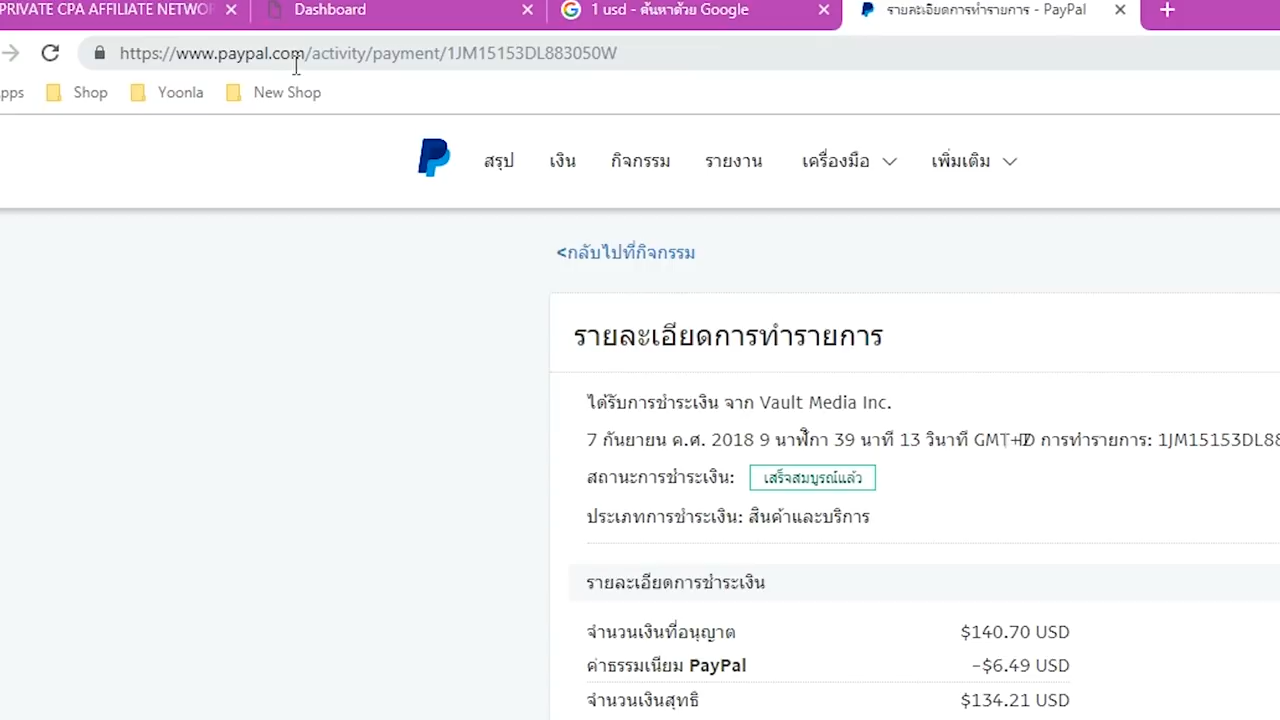 PRIVATE CPA AFFILIATE NETWOR
Dashboard
1 usd - ค้นหาด้วย Google
รายละเอียดการทำรายการ - PayPal
https://www.paypal.com/activity/payment/1JM15153DL883050W
pps
Shop
Yoonla
New Shop
สรุป
เงิน
กิจกรรม
รายงาน
เครื่องมือ
เพิ่มเติม
<กลับไปที่กิจกรรม
รายละเอียดการทำรายการ
ได้รับการชำระเงิน จาก Vault Media Inc.
7 กันยายน ค.ศ. 2018 9 นาฬิกา 39 นาที 13 วินาที การทำรายการ: 1JM15153DL88
สถานะการชำระเงิน: เสร็จสมบูรณ์แล้ว
ประเภทการชำระเงิน: สินค้าและบริการ
รายละเอียดการชำระเงิน
จำนวนเงินที่อนุญาต $140.70 USD
ค่าธรรมเนียม PayPal -$6.49 USD
จำนวนเงินสุทธิ $134.21 USD